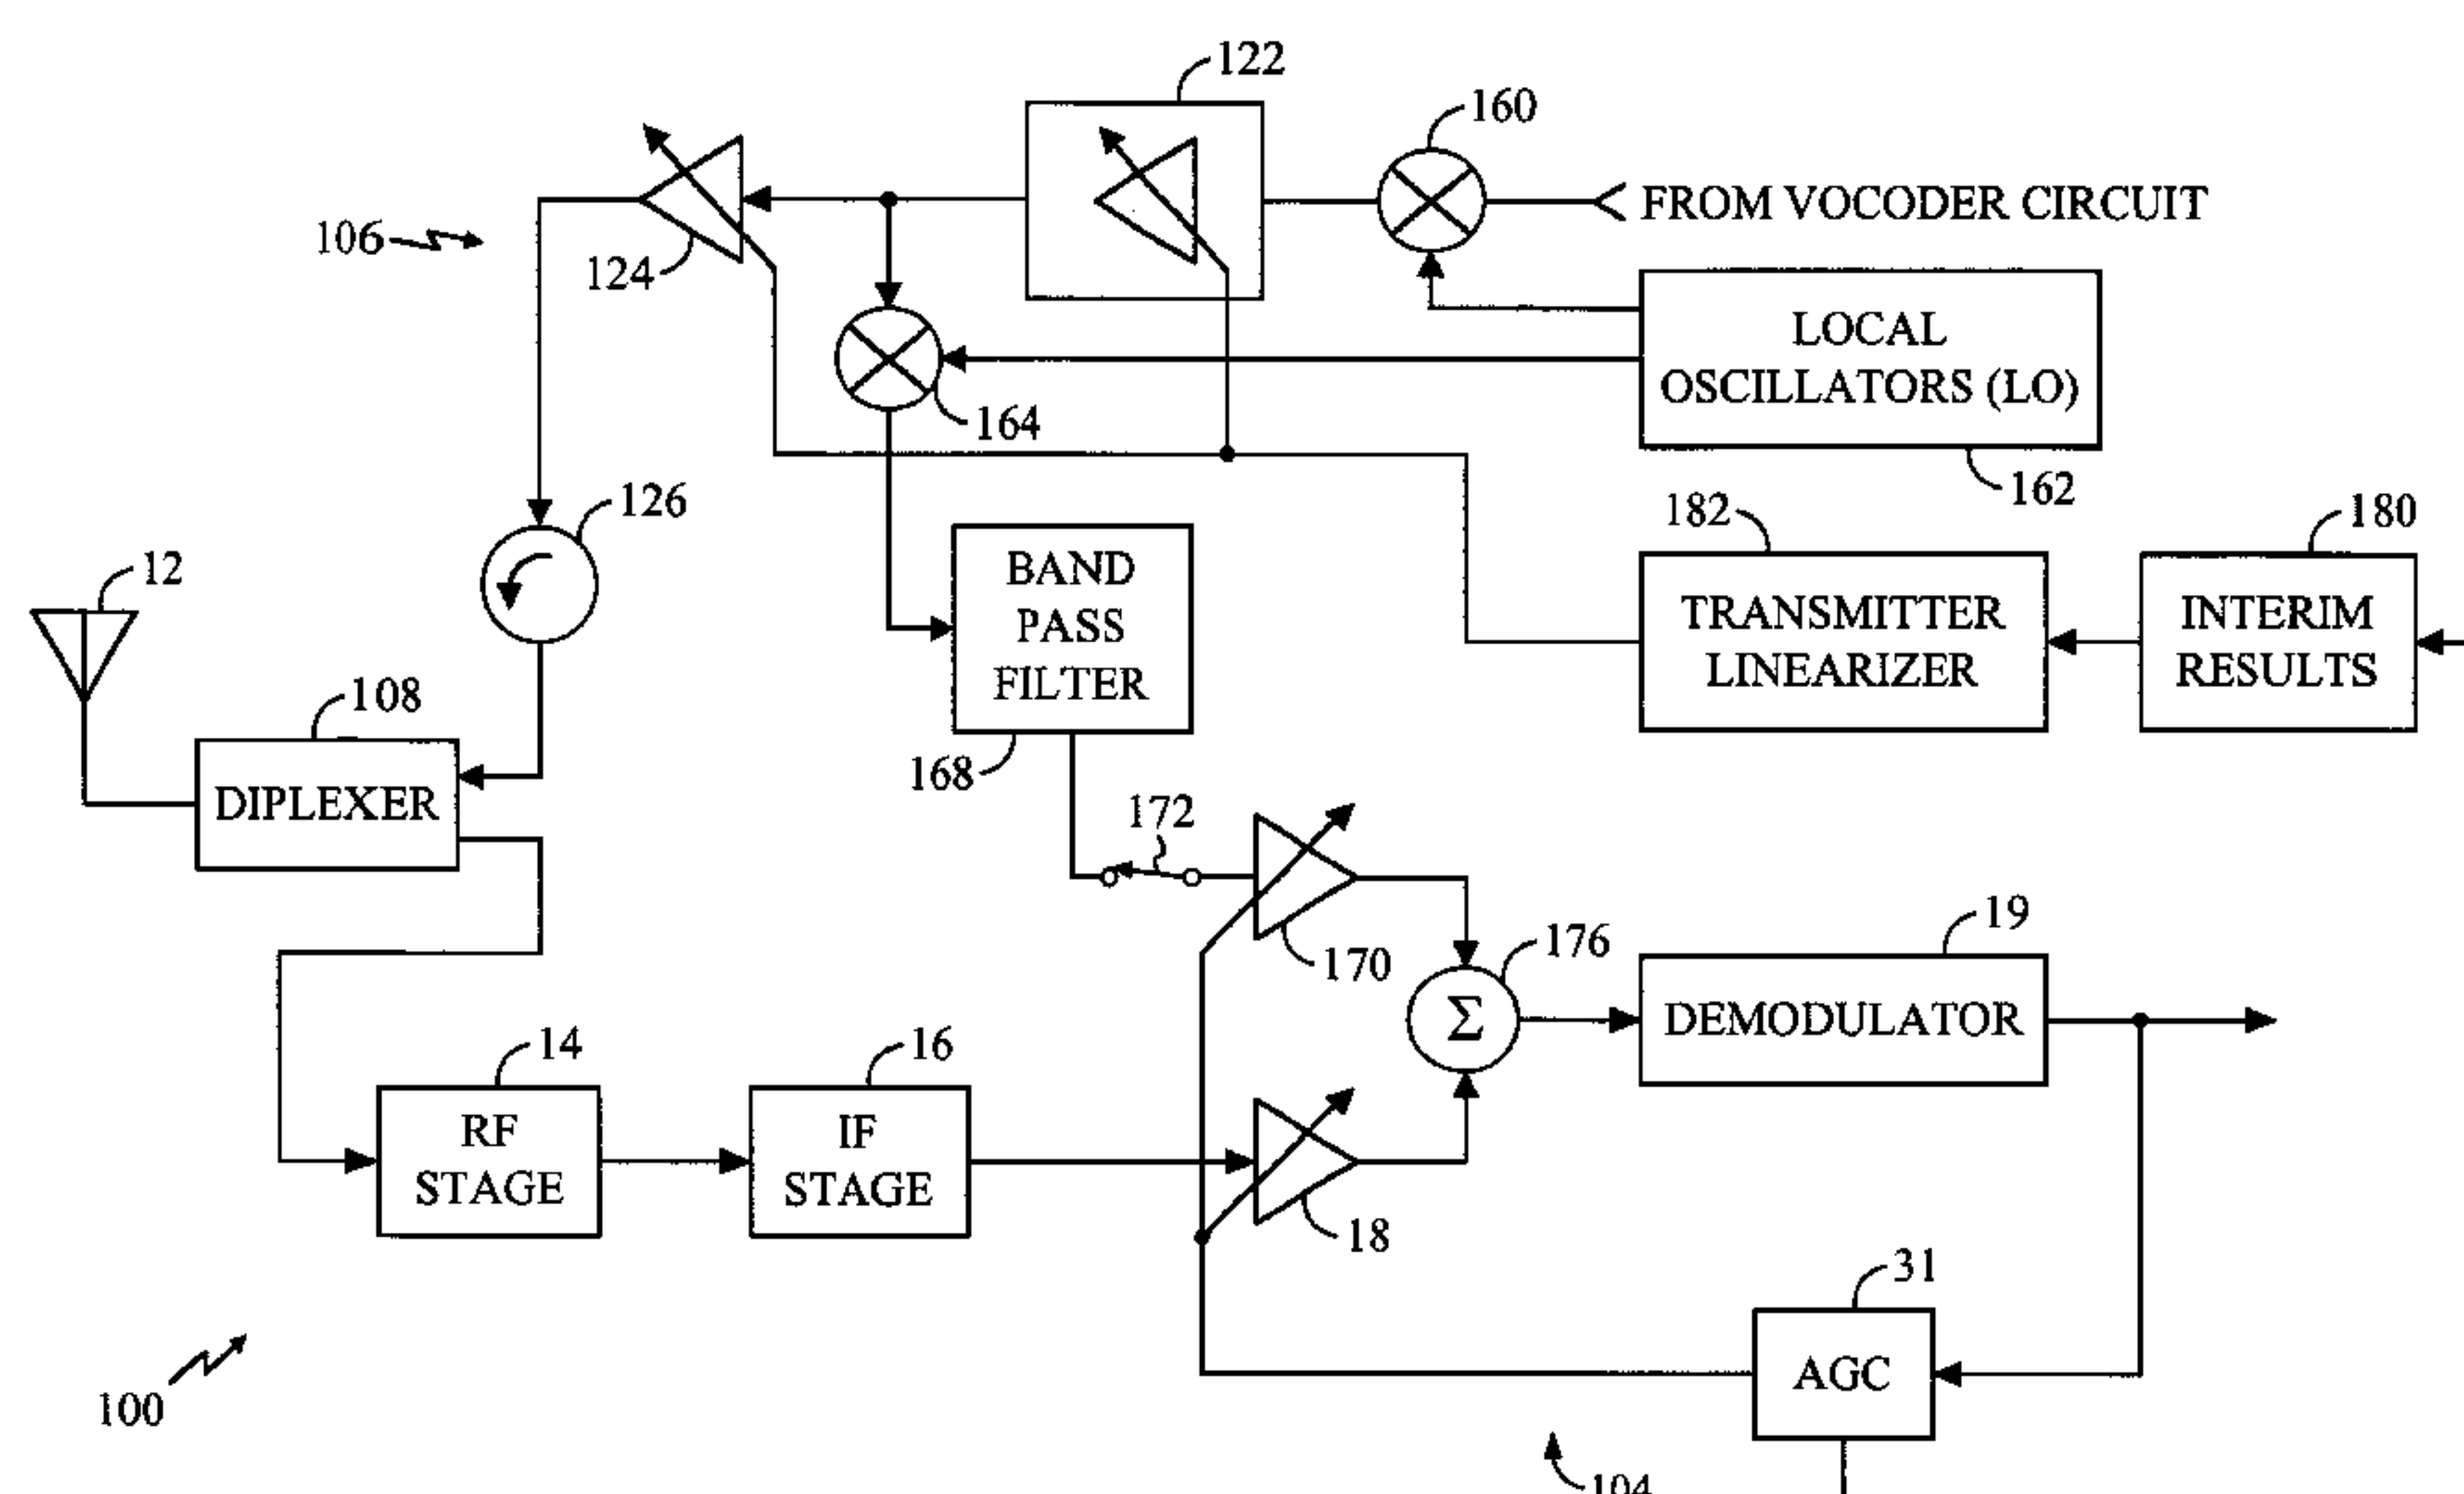 122
160
FROM VOCODER CIRCUIT
106
124
LOCAL
OSCILLATORS (LO)
164
162
126
182
180
12
BAND
PASS
FILTER
TRANSMITTER
LINEARIZER
INTERIM
RESULTS
108
168
DIPLEXER
172
170
176
19
Σ
DEMODULATOR
14
16
RF
STAGE
IF
STAGE
18
31
AGC
100
104